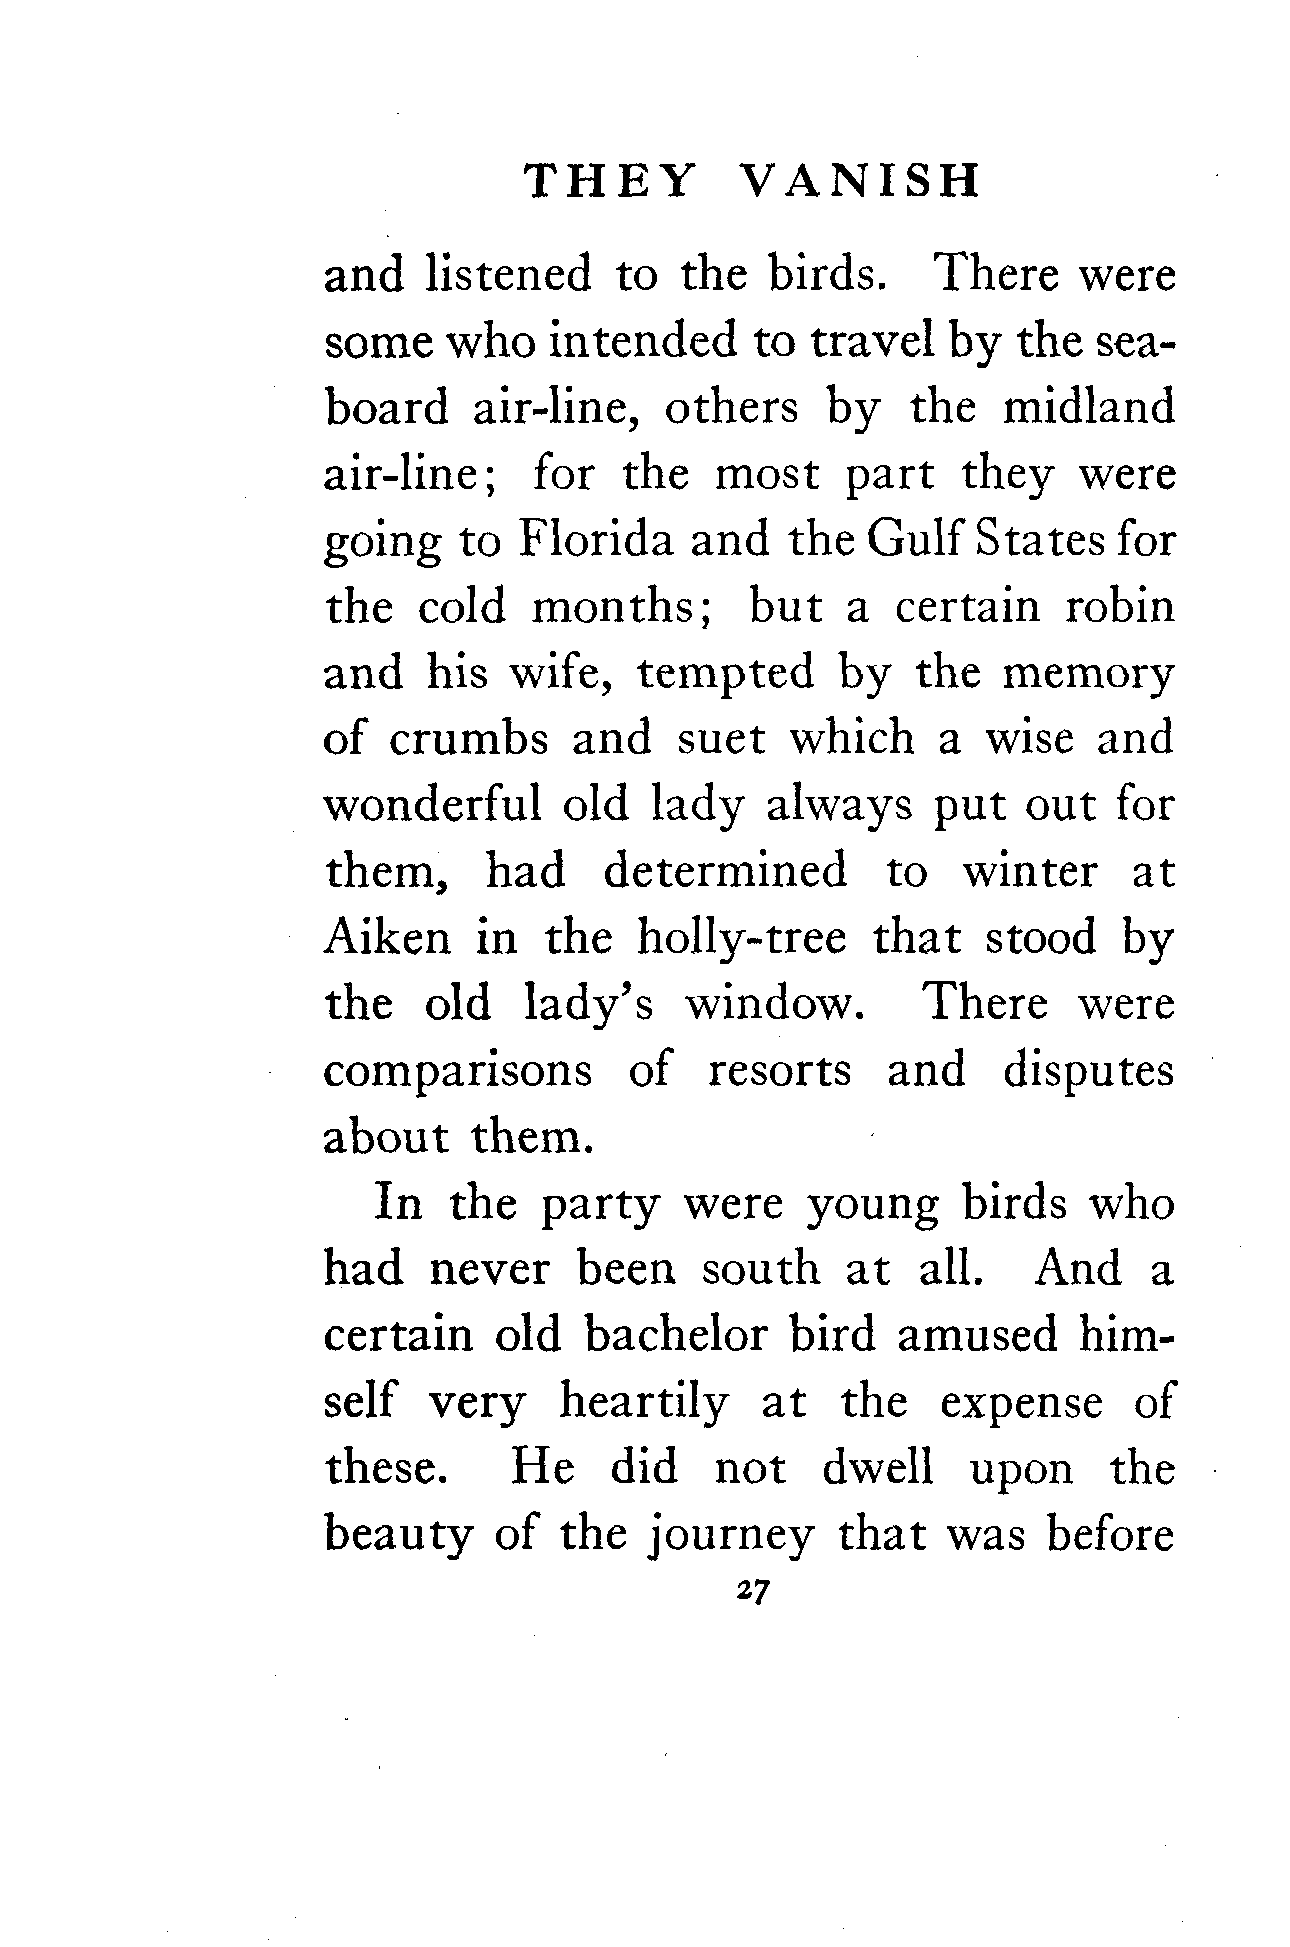 THEY VANISH
and listened to the birds. There were
some who intended to travel by the sea-
board air-line, others by the midland
air-line; for the most part they were
going to Florida and the Gulf States for
the cold months; but a certain robin
and his wife, tempted by the memory
of crumbs and suet which a wise and
wonderful old lady always put out for
them, had determined to winter at
Aiken in the holly-tree that stood by
the old lady's window. There were
comparisons of resorts and disputes
about them.
In the party were young birds who
had never been south at all. And a
certain old bachelor bird amused him-
self very heartily at the expense of
these. He did not dwell upon the
beauty of the journey that was before
27